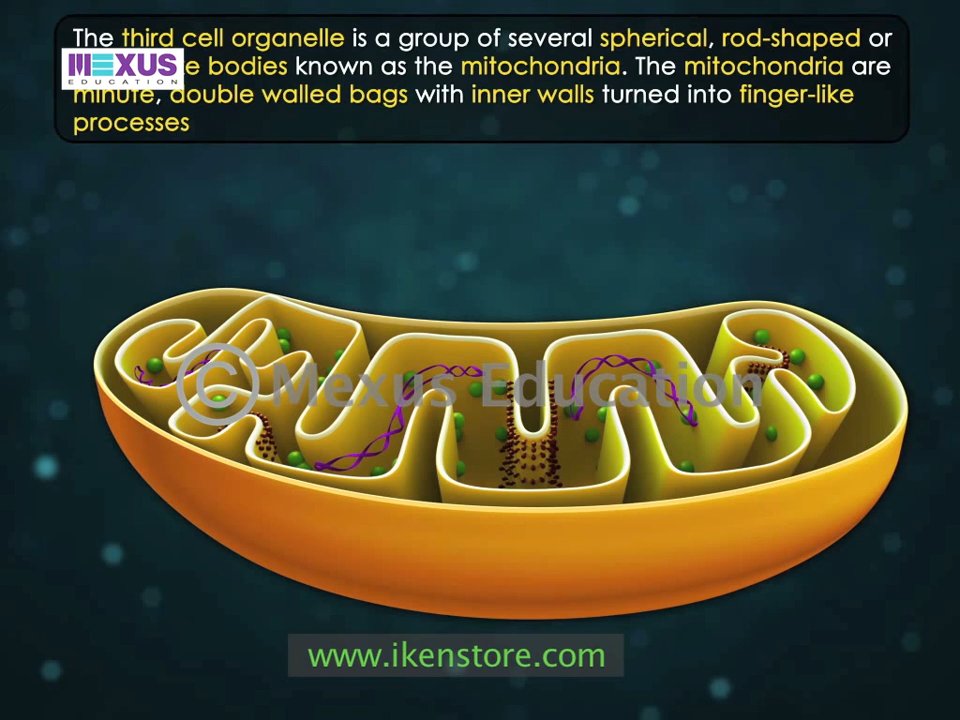 The third cell organelle is a group of several spherical, rod-shaped or
MEXUS
EDUCATION
bodies known as the mitochondria. The mitochondria are
minute, double walled bags with inner walls turned into finger-like
processes
© Mexus Education
www.ikenstore.com